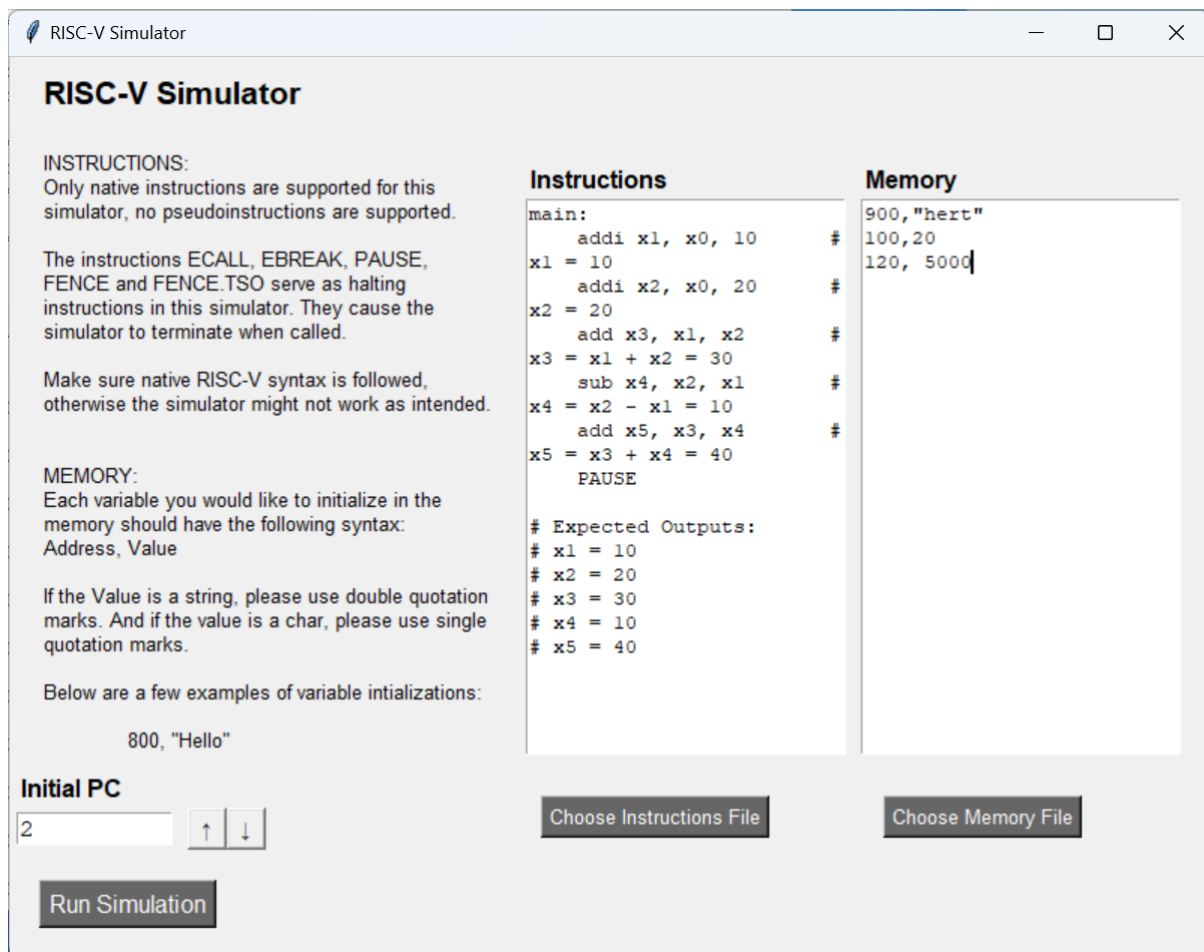 RISC-V Simulator
RISC-V Simulator
INSTRUCTIONS:
Only native instructions are supported for this
simulator, no pseudoinstructions are supported.
The instructions ECALL, EBREAK, PAUSE,
FENCE and FENCE.TSO serve as halting
instructions in this simulator. They cause the
simulator to terminate when called.
Make sure native RISC-V syntax is followed,
otherwise the simulator might not work as intended.
MEMORY:
Each variable you would like to initialize in the
memory should have the following syntax:
Address, Value
If the Value is a string, please use double quotation
marks. And if the value is a char, please use single
quotation marks.
Below are a few examples of variable intializations:
800, "Hello"
Instructions
main:
addi x1, x0, 10 #
x1 = 10
addi x2, x0, 20 #
x2 = 20
add x3, x1, x2 #
x3 = x1 + x2 = 30
sub x4, x2, x1 #
x4 = x2 - x1 = 10
add x5, x3, x4 #
x5 = x3 + x4 = 40
PAUSE
# Expected Outputs:
# x1 = 10
# x2 = 20
# x3 = 30
# x4 = 10
# x5 = 40
Memory
900,"hert"
100,20
120, 5000
Initial PC
2
↑ ↓
Choose Instructions File
Choose Memory File
Run Simulation